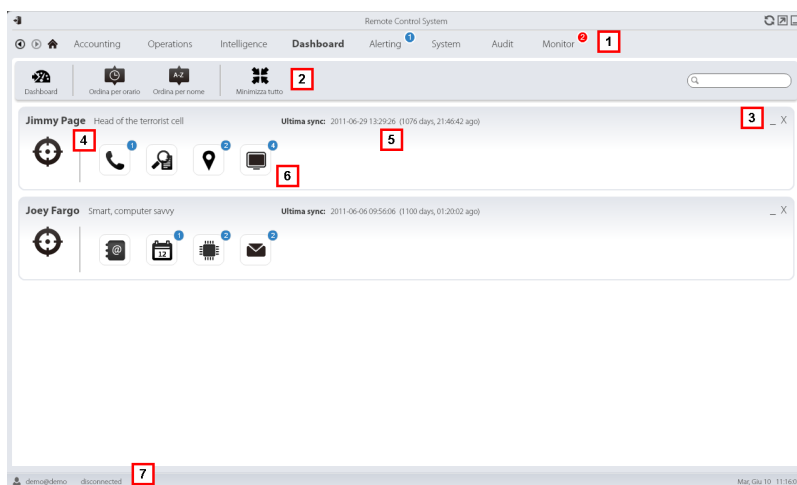 Remote Control System
Accounting Operations Intelligence Dashboard Alerting 1 System Audit Monitor 2 1
Dashboard Ordina per orario A-Z Ordina per nome Minimizza tutto 2
Jimmy Page Head of the terrorist cell Ultima sync: 2011-06-29 13:29:26 (1076 days, 21:46:42 ago) 3 _ X
4 1 2 4 5
6
Joey Fargo Smart, computer savvy Ultima sync: 2011-06-06 09:56:06 (1100 days, 01:20:02 ago) _ X
@ 12 1 2 2
demo@demo disconnected 7 Mar, Giu 10 11:16:0